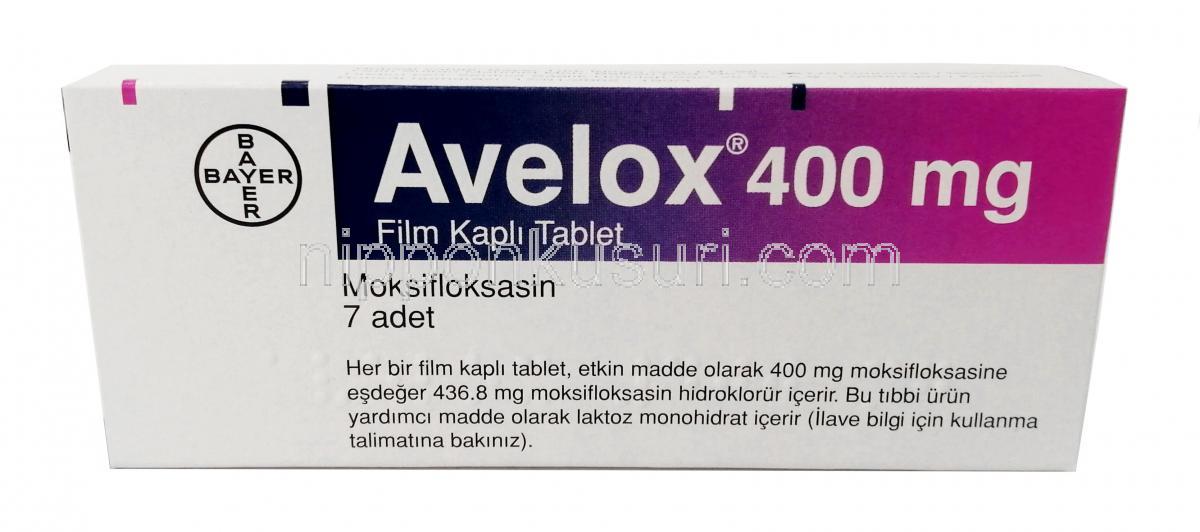 BAYER
BAYER
Avelox® 400 mg
Film Kaplı Tablet
nipponkusuri.com
Moksifloksasin
7 adet
Her bir film kaplı tablet, etkin madde olarak 400 mg moksifloksasine
eşdeğer 436.8 mg moksifloksasin hidroklorür içerir. Bu tıbbi ürün
yardımcı madde olarak laktoz monohidrat içerir (İlave bilgi için kullanma
talimatına bakınız).